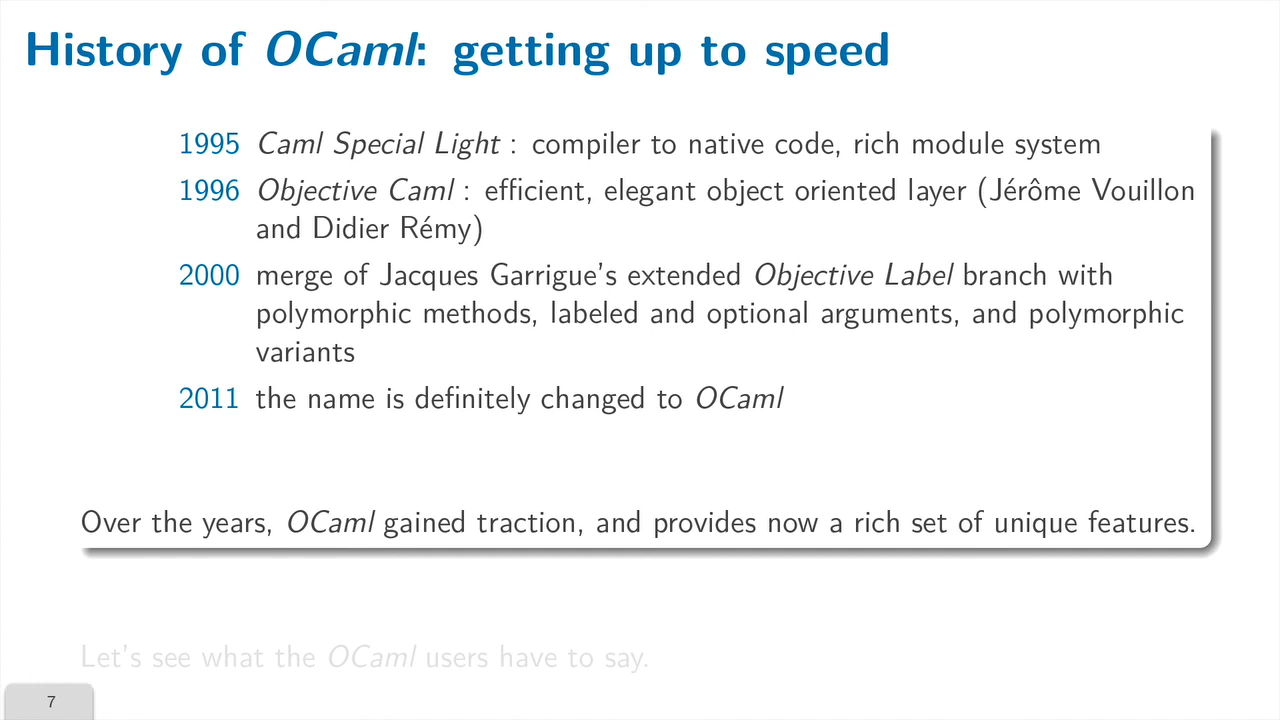 History of OCaml: getting up to speed
1995 Caml Special Light : compiler to native code, rich module system
1996 Objective Caml : efficient, elegant object oriented layer (Jérôme Vouillon
and Didier Rémy)
2000 merge of Jacques Garrigue's extended Objective Label branch with
polymorphic methods, labeled and optional arguments, and polymorphic
variants
2011 the name is definitely changed to OCaml
Over the years, OCaml gained traction, and provides now a rich set of unique features.
Let's see what the OCaml users have to say.
7